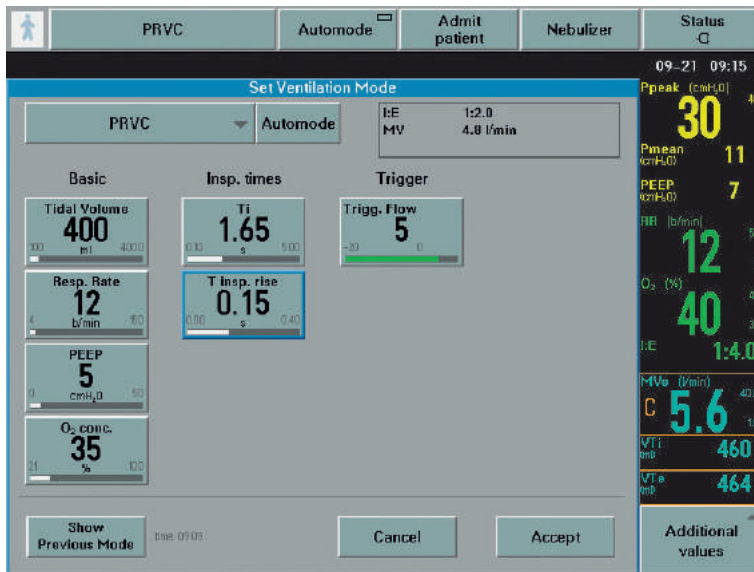 PRVC
Automode
Admit
patient
Nebulizer
Status
09-21 09:15
Set Ventilation Mode
PRVC
Automode
I:E 1:2.0
MV 4.8 l/min
Basic
Insp. times
Trigger
Tidal Volume
400
100 ml 4000
Ti
1.65
0.10 s 5.00
Trigg. Flow
5
-20 0
Resp. Rate
12
4 b/min 100
T insp. rise
0.15
0.00 s 0.40
PEEP
5
0 cmH₂O 50
O₂ conc.
35
21 % 100
Show
Previous Mode
Cancel
Accept
Ppeak (cmH₂O)
30
Pmean
(cmH₂O)
11
PEEP
(cmH₂O)
7
RR (b/min)
12
O₂ (%)
40
I:E
1:4.0
MVe (l/min)
C
5.6
VTi
(ml)
460
VTe
(ml)
464
Additional
values